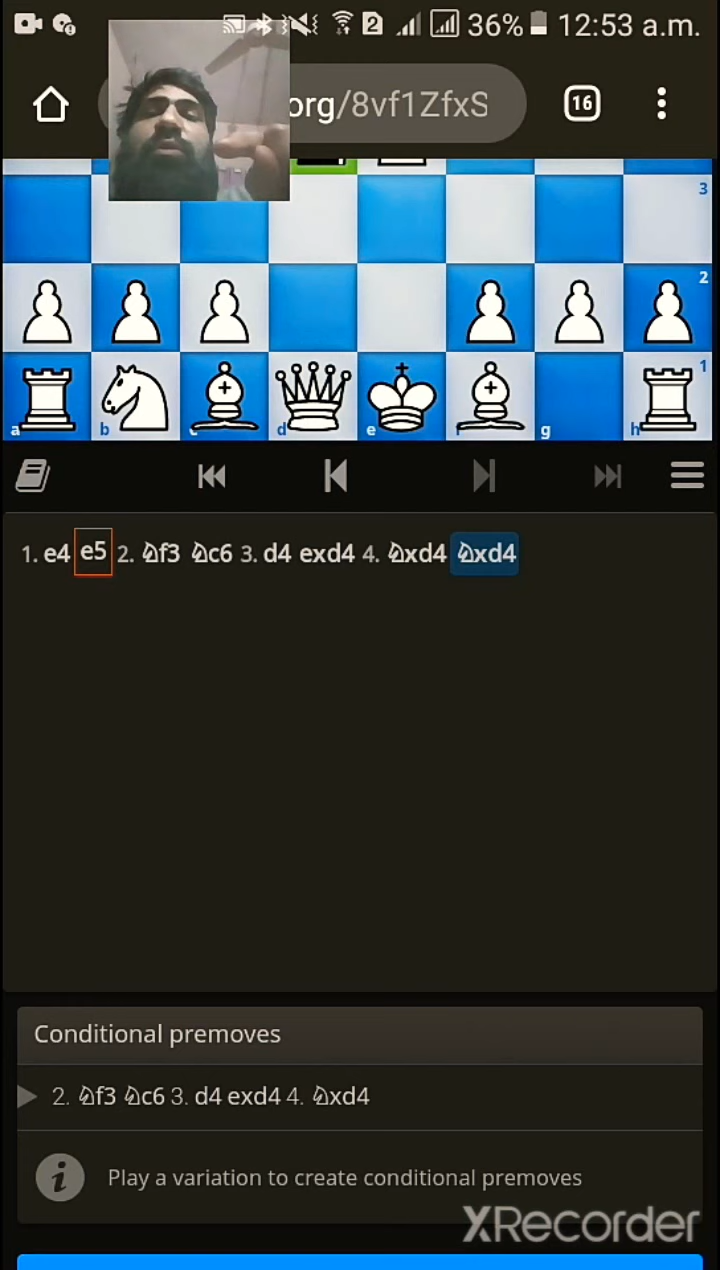 2 36% 12:53 a.m.
org/8vf1ZfxS 16
3
2
1
a b c d e f g h
1. e4 e5 2. ♘f3 ♘c6 3. d4 exd4 4. ♘xd4 ♘xd4
Conditional premoves
2. ♘f3 ♘c6 3. d4 exd4 4. ♘xd4
i Play a variation to create conditional premoves
XRecorder